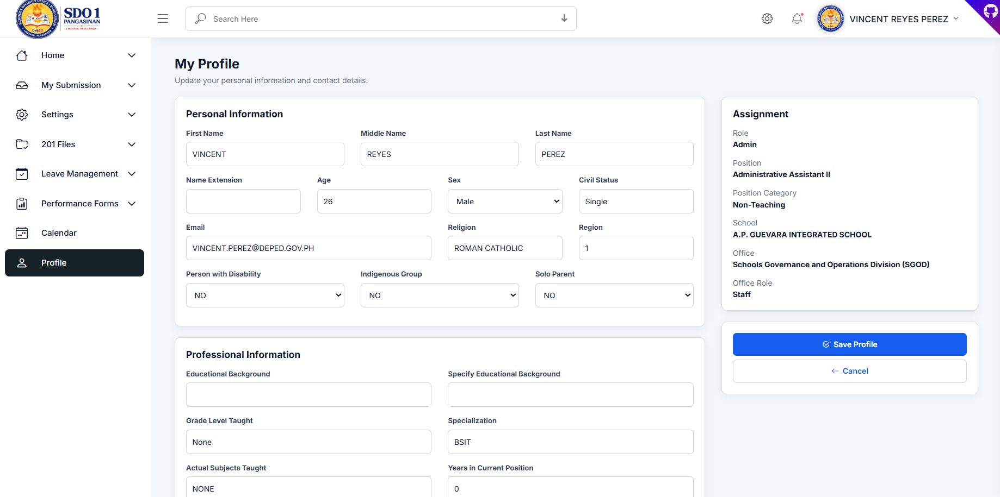 SDO 1
PANGASINAN
LINGAYEN, PANGASINAN
Search Here
VINCENT REYES PEREZ
Home
My Submission
Settings
201 Files
Leave Management
Performance Forms
Calendar
Profile
My Profile
Update your personal information and contact details.
Personal Information
First Name
Middle Name
Last Name
VINCENT
REYES
PEREZ
Name Extension
Age
Sex
Civil Status
26
Male
Single
Email
Religion
Region
VINCENT.PEREZ@DEPED.GOV.PH
ROMAN CATHOLIC
1
Person with Disability
Indigenous Group
Solo Parent
NO
NO
NO
Professional Information
Educational Background
Specify Educational Background
Grade Level Taught
Specialization
None
BSIT
Actual Subjects Taught
Years in Current Position
NONE
0
Assignment
Role
Admin
Position
Administrative Assistant II
Position Category
Non-Teaching
School
A.P. GUEVARA INTEGRATED SCHOOL
Office
Schools Governance and Operations Division (SGOD)
Office Role
Staff
Save Profile
Cancel